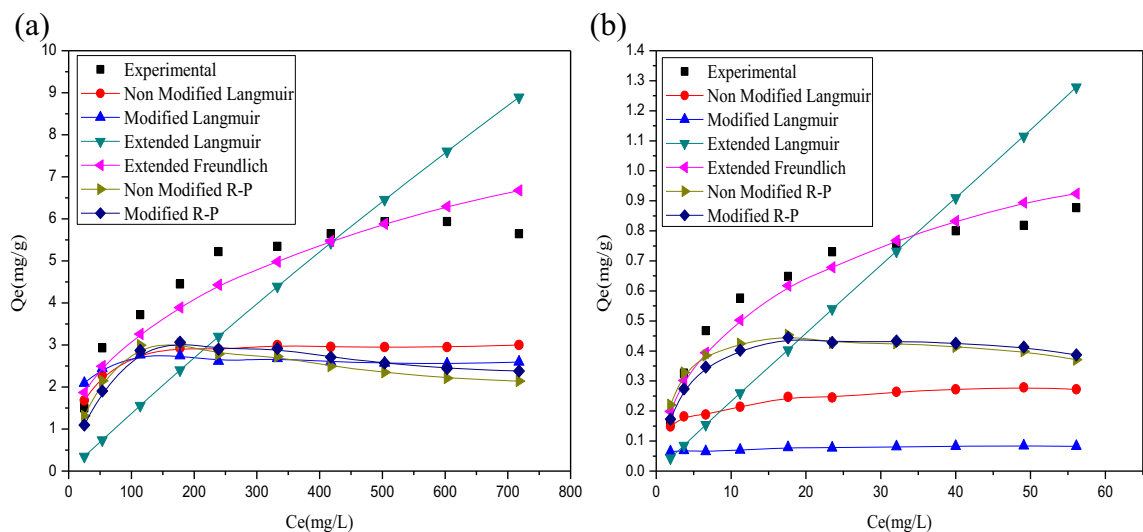 (a)
(b)
10
9
8
7
6
5
4
3
2
1
0
Qe(mg/g)
Experimental
Non Modified Langmuir
Modified Langmuir
Extended Langmuir
Extended Freundlich
Non Modified R-P
Modified R-P
0 100 200 300 400 500 600 700 800
Ce(mg/L)
1.4
1.3
1.2
1.1
1.0
0.9
0.8
0.7
0.6
0.5
0.4
0.3
0.2
0.1
0.0
Qe(mg/g)
Experimental
Non Modified Langmuir
Modified Langmuir
Extended Langmuir
Extended Freundlich
Non Modified R-P
Modified R-P
0 10 20 30 40 50 60
Ce(mg/L)